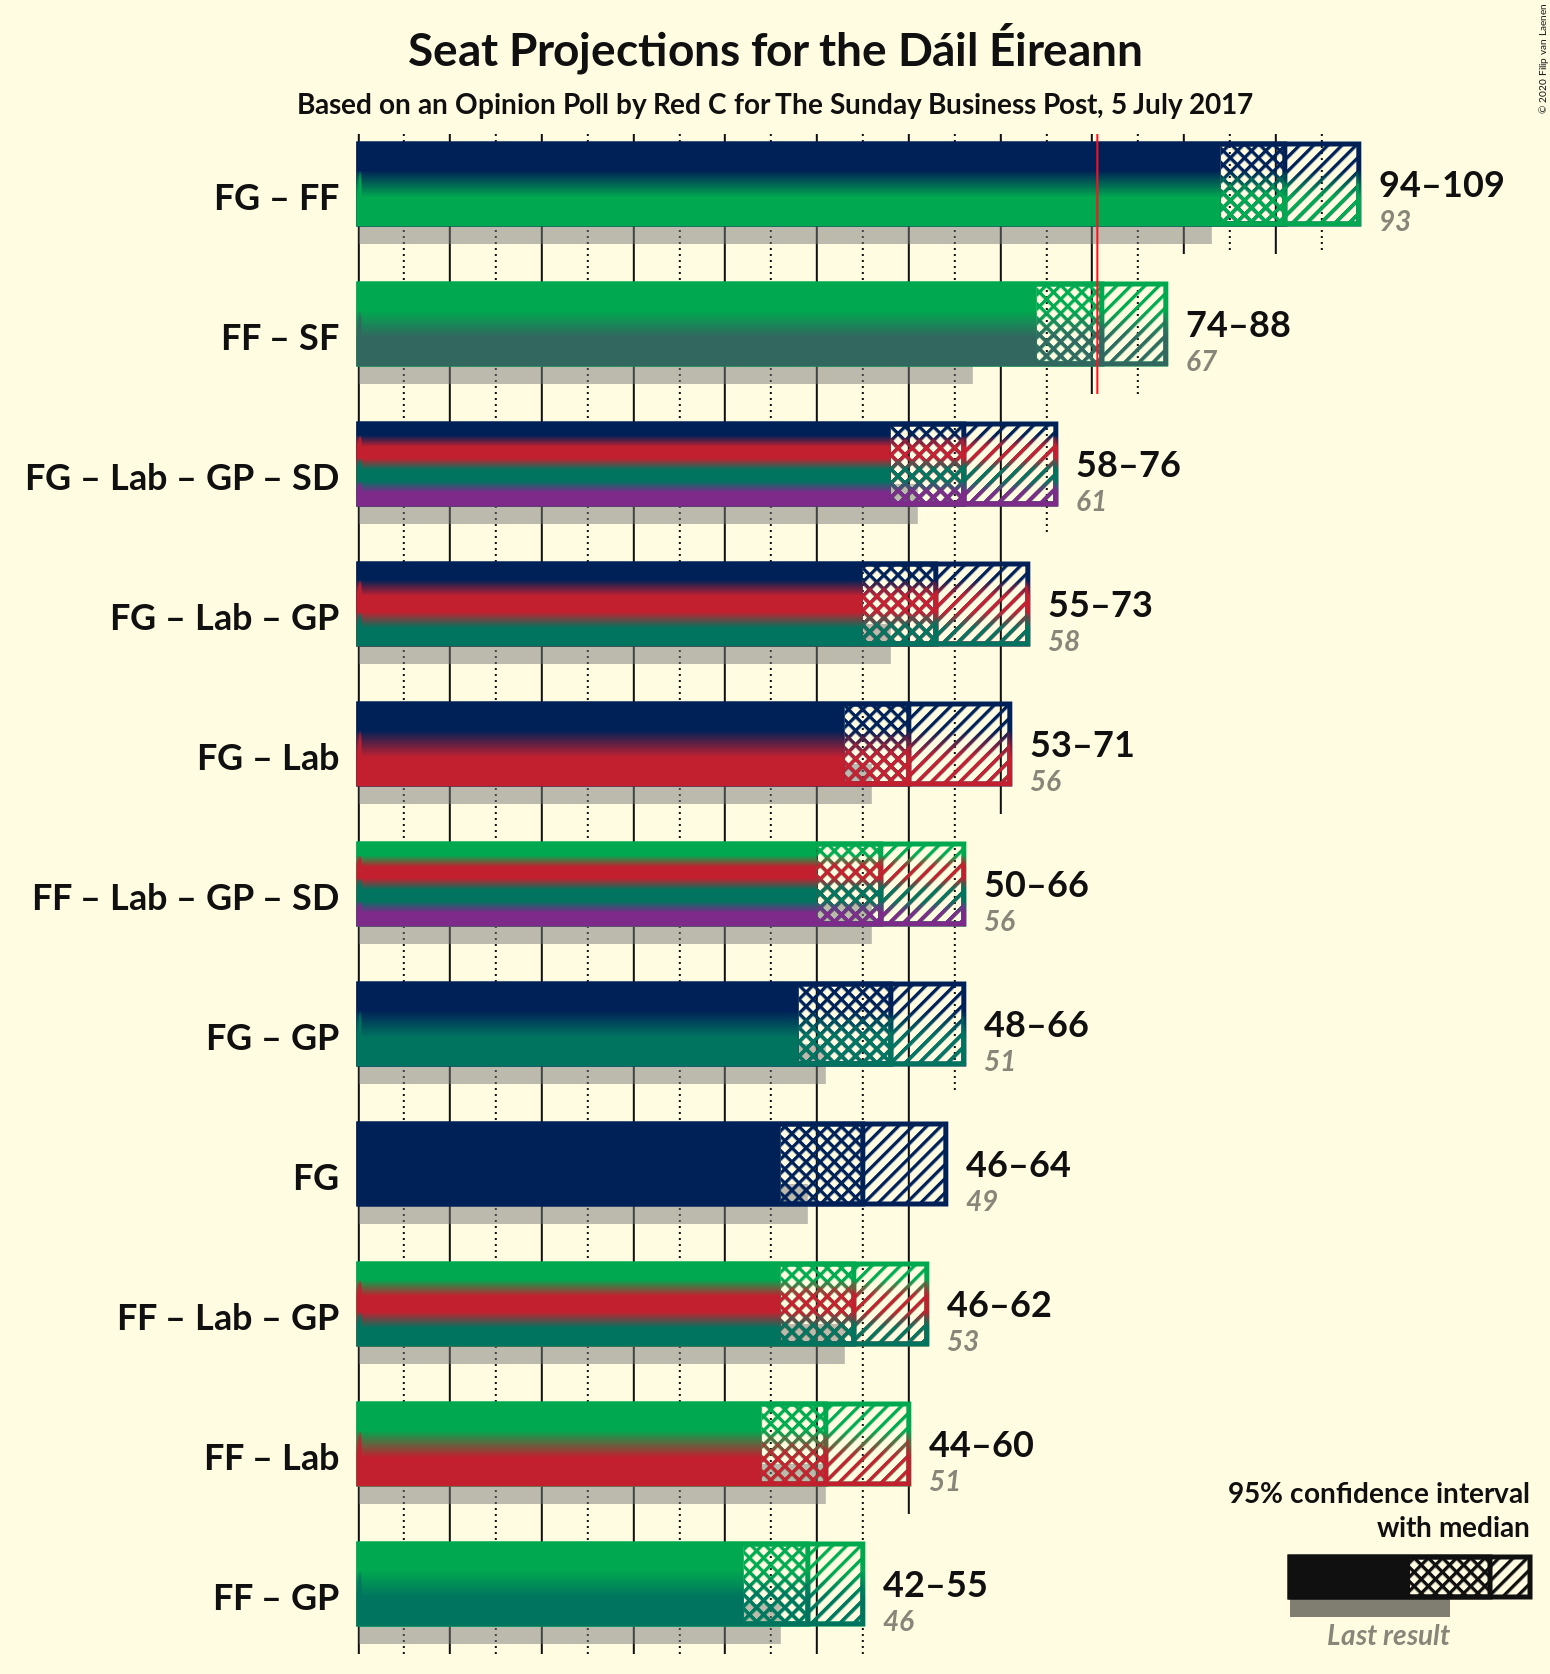 Seat Projections for the Dáil Éireann
Based on an Opinion Poll by Red C for The Sunday Business Post, 5 July 2017
© 2020 Filip van Laenen
FG – FF
94–109
93
FF – SF
74–88
67
FG – Lab – GP – SD
58–76
61
FG – Lab – GP
55–73
58
FG – Lab
53–71
56
FF – Lab – GP – SD
50–66
56
FG – GP
48–66
51
FG
46–64
49
FF – Lab – GP
46–62
53
FF – Lab
44–60
51
FF – GP
42–55
46
95% confidence interval
with median
Last result